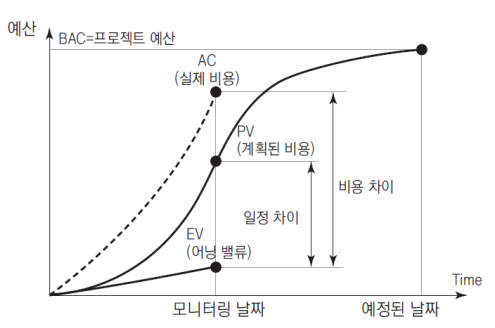 예산
BAC=프로젝트 예산
AC
(실제 비용)
PV
(계획된 비용)
비용 차이
일정 차이
EV
(어닝 밸류)
Time
모니터링 날짜
예정된 날짜